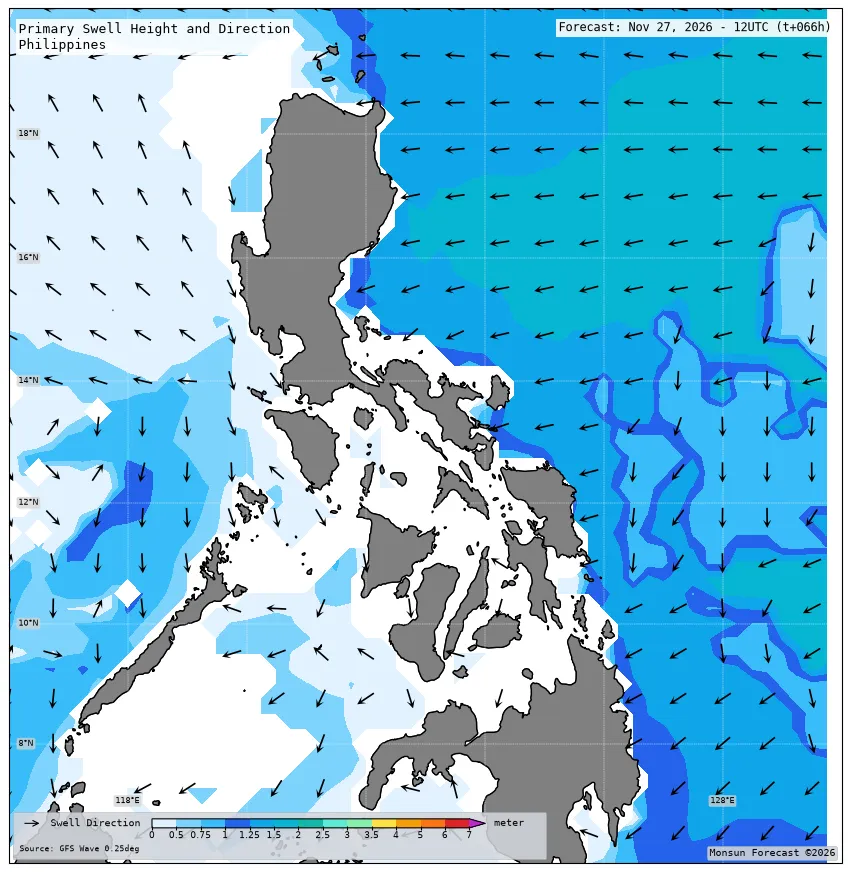 Primary Swell Height and Direction
Philippines
Forecast: Nov 27, 2026 - 12UTC (t+066h)
18°N
16°N
14°N
12°N
10°N
8°N
118°E
128°E
Swell Direction
0 0.5 0.75 1 1.25 1.5 2 2.5 3 3.5 4 5 6 7
meter
Source: GFS Wave 0.25deg
Monsun Forecast ©2026